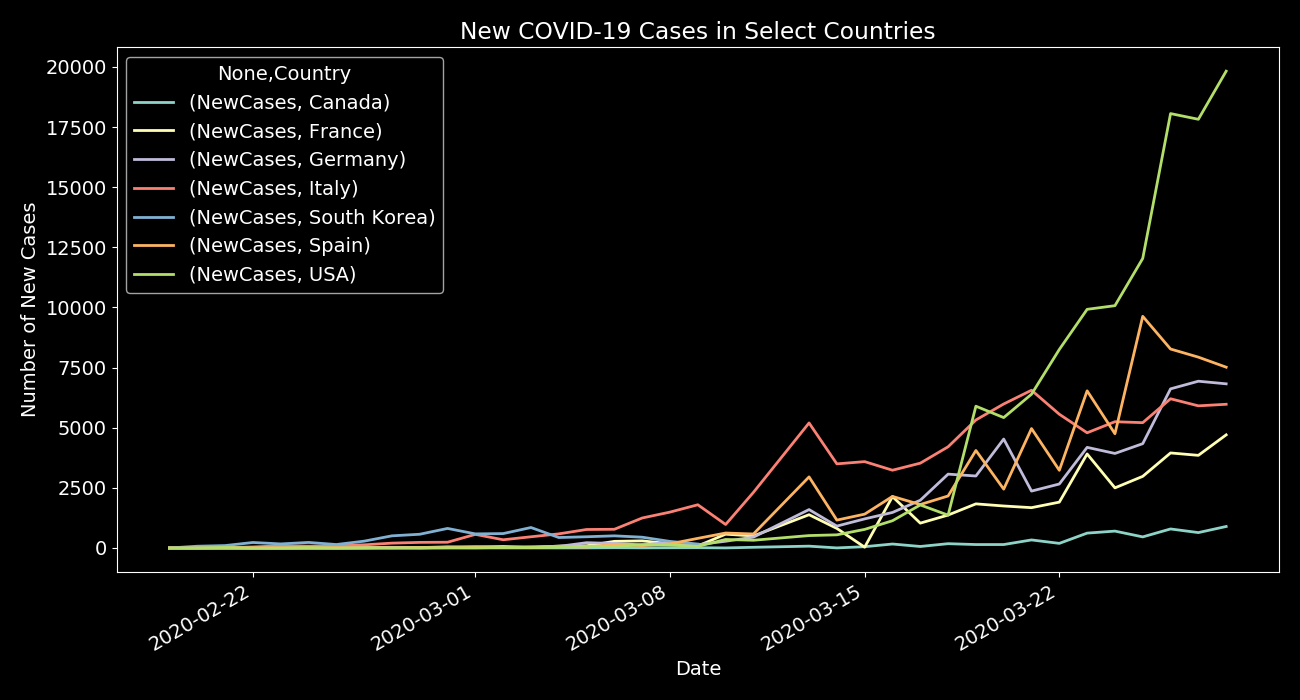 New COVID-19 Cases in Select Countries
20000
17500
15000
12500
10000
7500
5000
2500
0
Number of New Cases
None,Country
(NewCases, Canada)
(NewCases, France)
(NewCases, Germany)
(NewCases, Italy)
(NewCases, South Korea)
(NewCases, Spain)
(NewCases, USA)
2020-02-22
2020-03-01
2020-03-08
2020-03-15
2020-03-22
Date